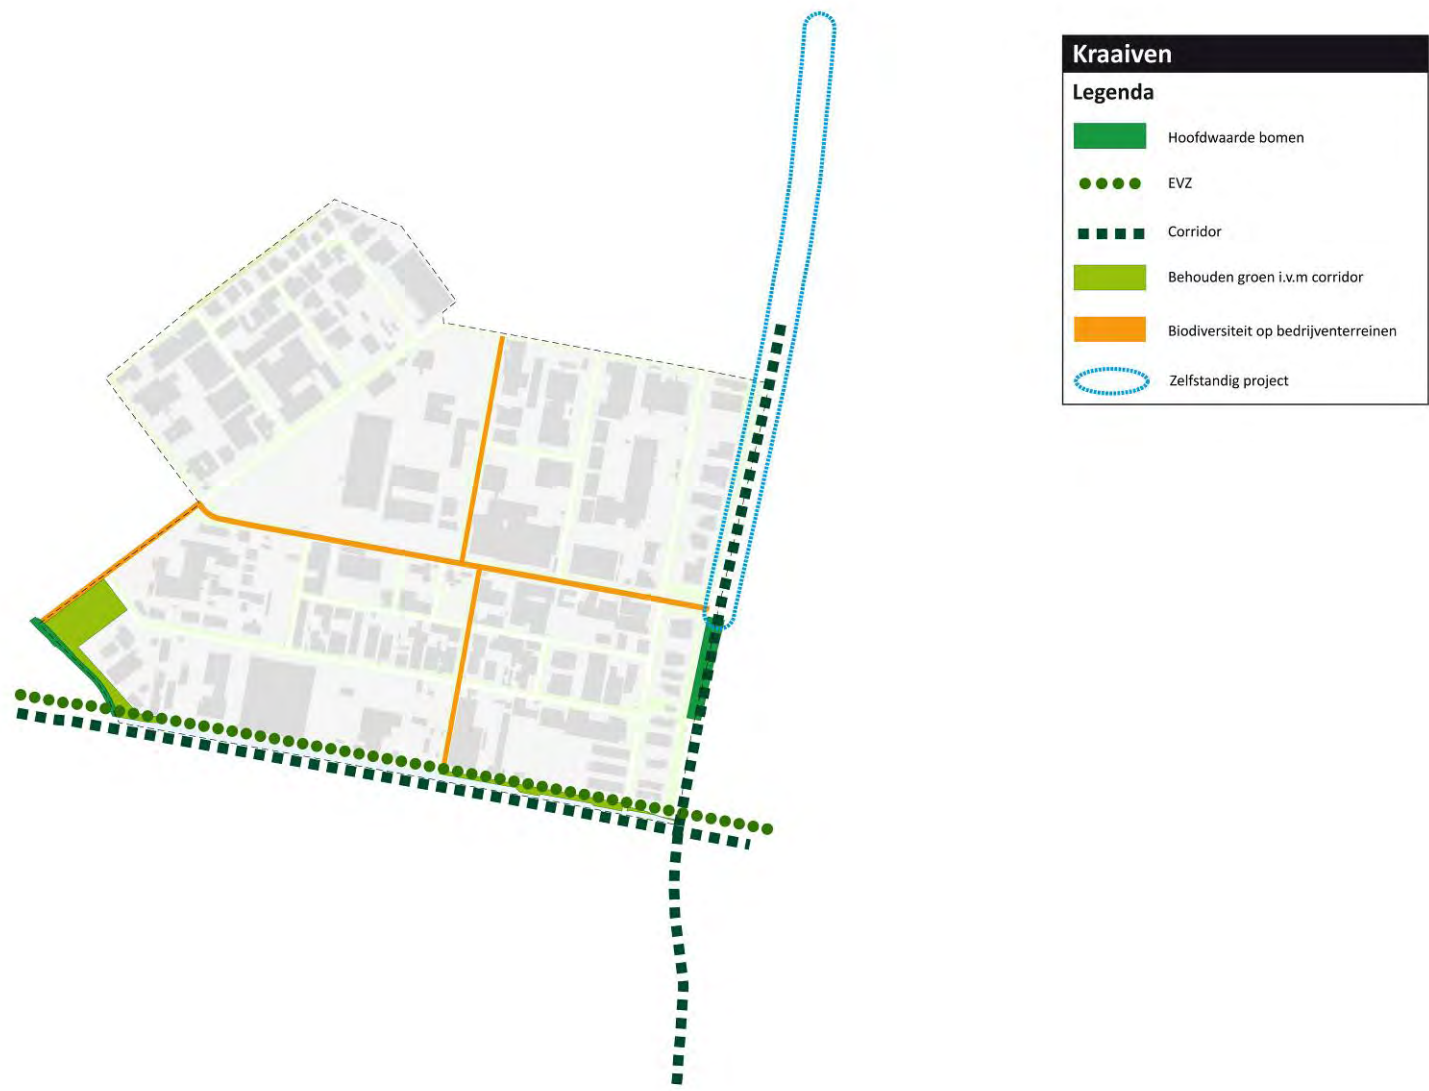 Kraaiven
Legenda
Hoofdwaarde bomen
EVZ
Corridor
Behouden groen i.v.m corridor
Biodiversiteit op bedrijventerreinen
Zelfstandig project